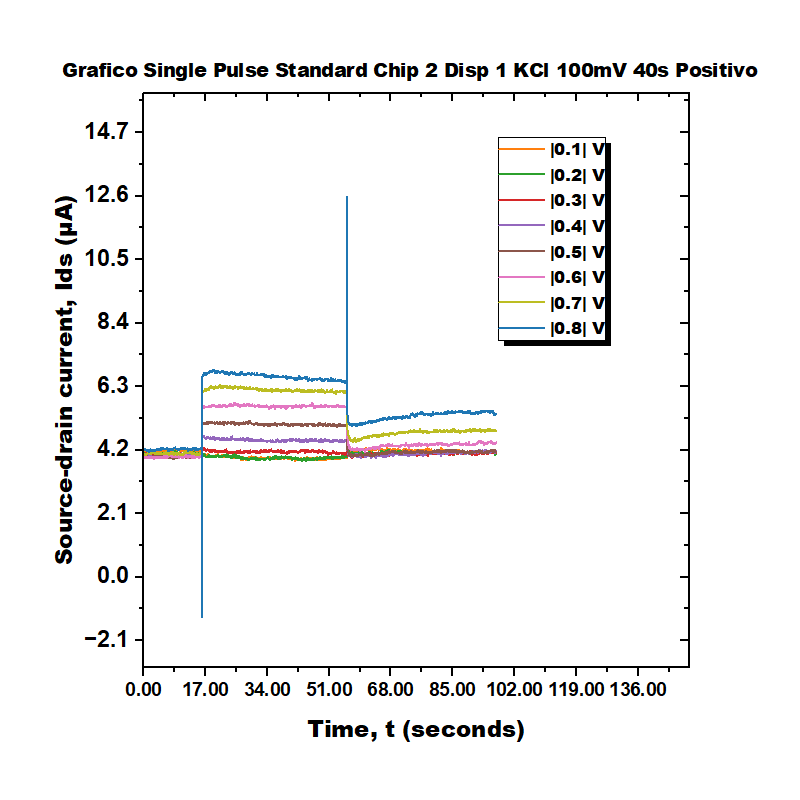 Grafico Single Pulse Standard Chip 2 Disp 1 KCl 100mV 40s Positivo
14.7
12.6
10.5
8.4
6.3
4.2
2.1
0.0
−2.1
Source-drain current, Ids (µA)
|0.1| V
|0.2| V
|0.3| V
|0.4| V
|0.5| V
|0.6| V
|0.7| V
|0.8| V
0.00 17.00 34.00 51.00 68.00 85.00 102.00 119.00 136.00
Time, t (seconds)